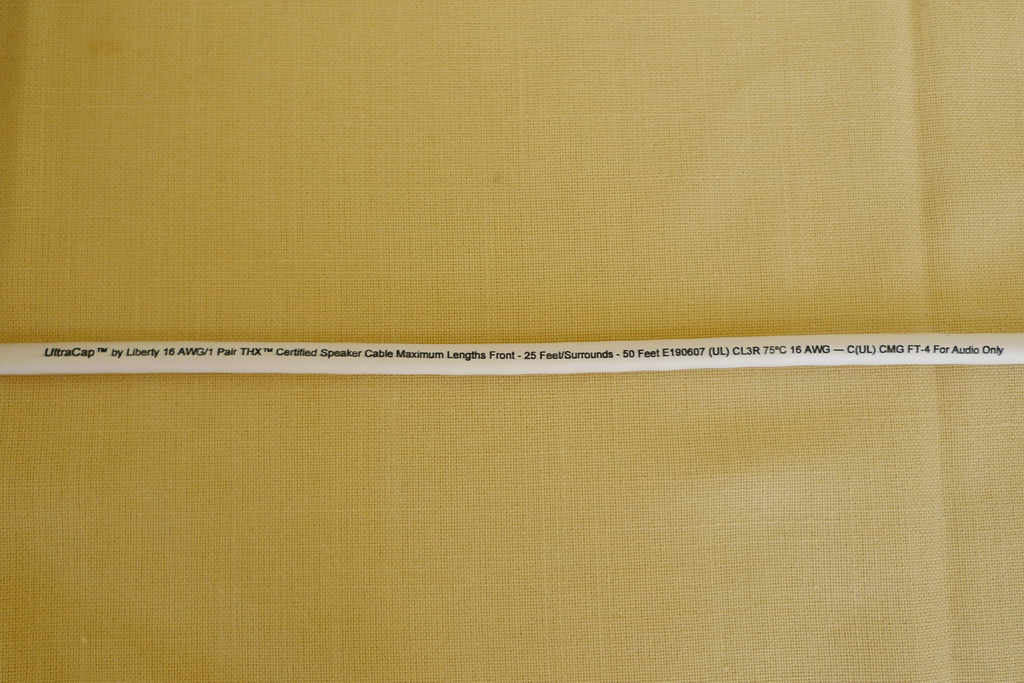 UltraCap™ by Liberty 16 AWG/1 Pair THX™ Certified Speaker Cable Maximum Lengths Front - 25 Feet/Surrounds - 50 Feet E190607 (UL) CL3R 75°C 16 AWG — C(UL) CMG FT-4 For Audio Only